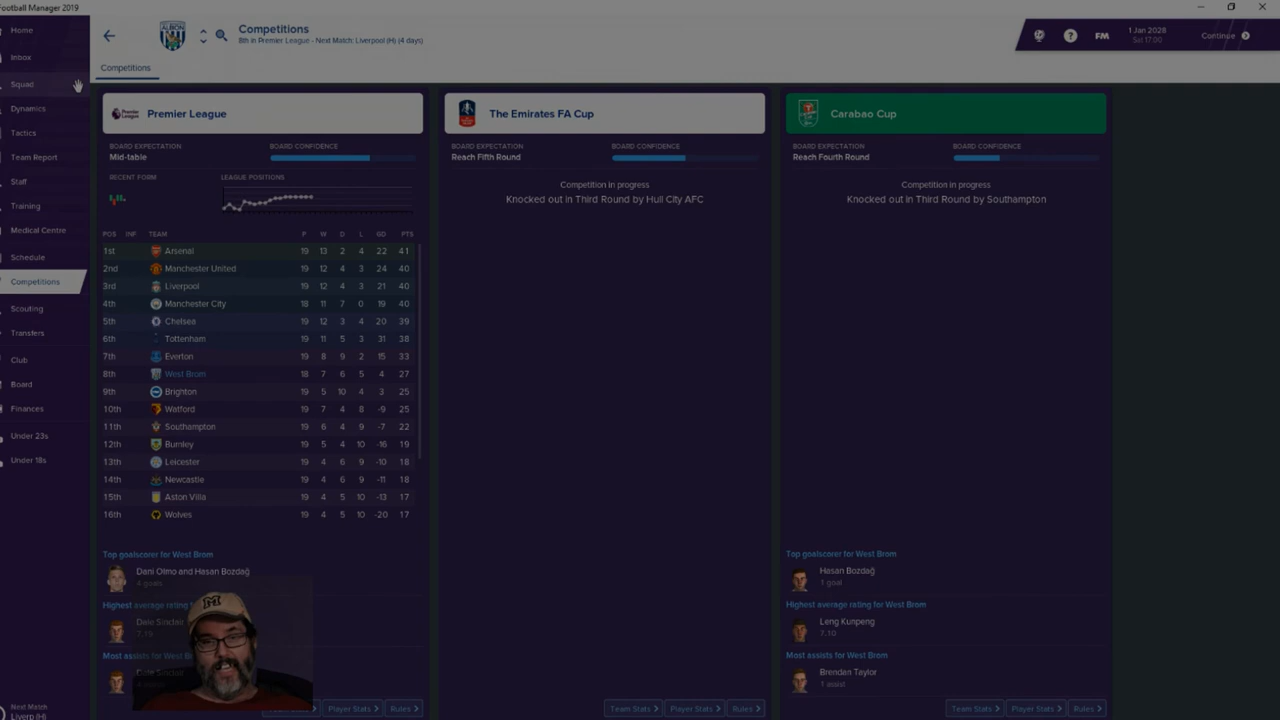 Football Manager 2019
Home
Inbox
Squad
Dynamics
Tactics
Team Report
Staff
Training
Medical Centre
Schedule
Competitions
Scouting
Transfers
Club
Board
Finances
Under 23s
Under 18s
Next Match
Liverp (H)
ALBION
Competitions
8th in Premier League - Next Match: Liverpool (H) (4 days)
Competitions
FM
1 Jan 2028
Sat 17:00
Continue
Premier League
BOARD EXPECTATION
Mid-table
BOARD CONFIDENCE
RECENT FORM
LEAGUE POSITIONS
POS INF TEAM P W D L GD PTS
1st Arsenal 19 13 2 4 22 41
2nd Manchester United 19 12 4 3 24 40
3rd Liverpool 19 12 4 3 21 40
4th Manchester City 18 11 7 0 19 40
5th Chelsea 19 12 3 4 20 39
6th Tottenham 19 11 5 3 31 38
7th Everton 19 8 9 2 15 33
8th West Brom 18 7 6 5 4 27
9th Brighton 19 5 10 4 3 25
10th Watford 19 7 4 8 -9 25
11th Southampton 19 6 4 9 -7 22
12th Burnley 19 5 4 10 -16 19
13th Leicester 19 4 6 9 -10 18
14th Newcastle 19 4 6 9 -11 18
15th Aston Villa 19 4 5 10 -13 17
16th Wolves 19 4 5 10 -20 17
Top goalscorer for West Brom
Dani Olmo and Hasan Bozdağ
4 goals
Highest average rating
Dale Sinclair
7.19
Most assists for West Br
Dale Sinclair
Player Stats
Rules
The Emirates FA Cup
BOARD EXPECTATION
Reach Fifth Round
BOARD CONFIDENCE
Competition in progress
Knocked out in Third Round by Hull City AFC
Team Stats
Player Stats
Rules
Carabao Cup
BOARD EXPECTATION
Reach Fourth Round
BOARD CONFIDENCE
Competition in progress
Knocked out in Third Round by Southampton
Top goalscorer for West Brom
Hasan Bozdağ
1 goal
Highest average rating for West Brom
Leng Kunpeng
7.10
Most assists for West Brom
Brendan Taylor
1 assist
Team Stats
Player Stats
Rules